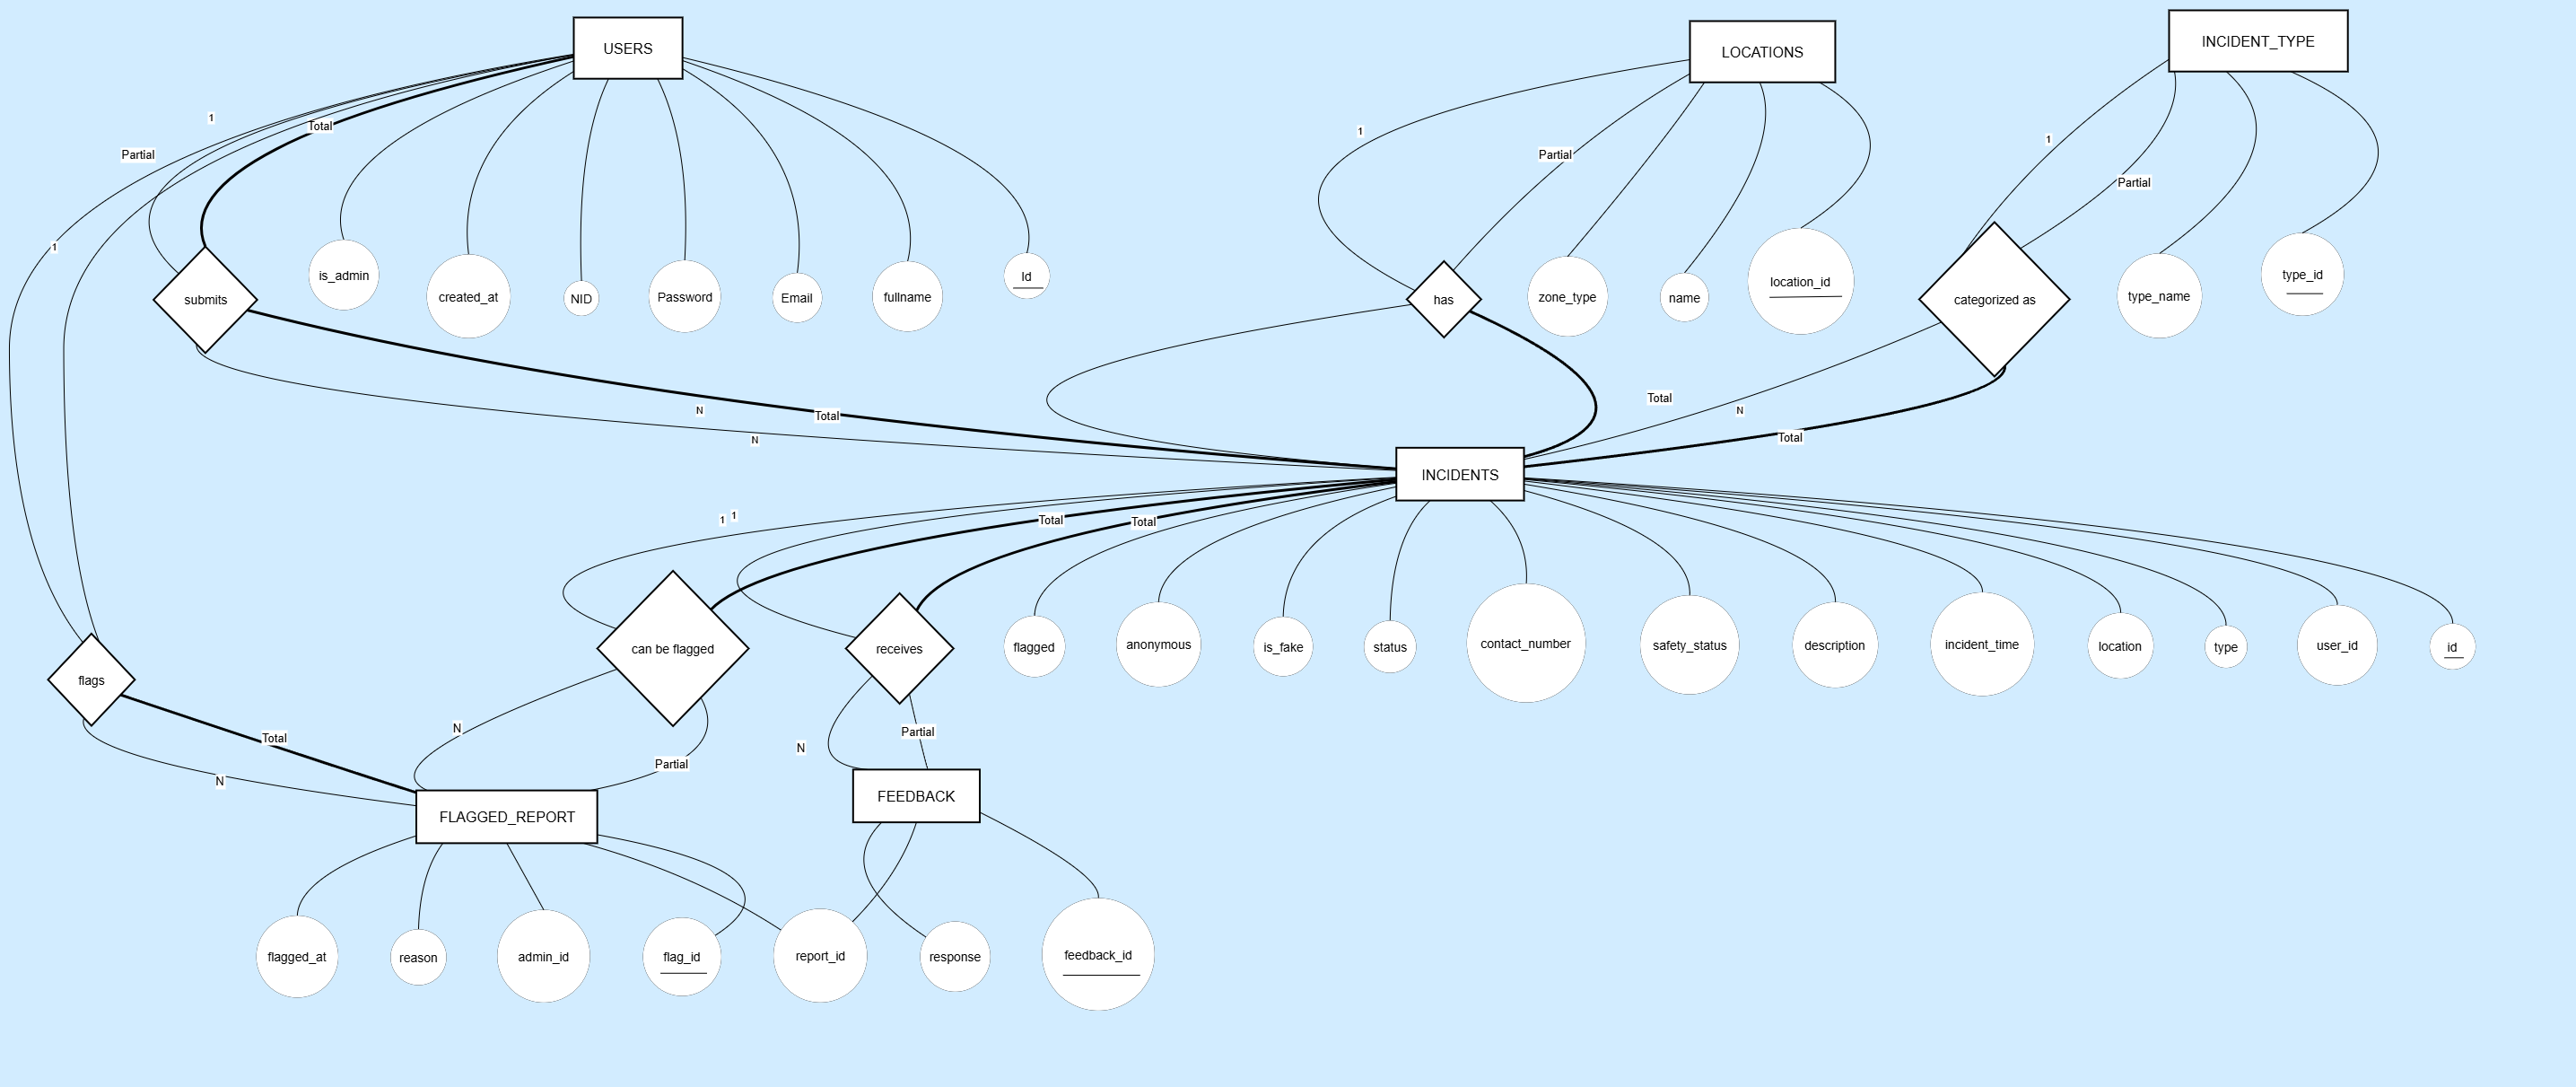 USERS
LOCATIONS
INCIDENT_TYPE
1
Total
Partial
1
1
Partial
1
Partial
is_admin
created_at
NID
Password
Email
fullname
Id
submits
has
zone_type
name
location_id
categorized as
type_name
type_id
1
N
Total
N
Total
N
Total
INCIDENTS
1
1
Total
Total
flags
can be flagged
receives
flagged
anonymous
is_fake
status
contact_number
safety_status
description
incident_time
location
type
user_id
id
Total
N
N
Partial
N
Partial
FLAGGED_REPORT
FEEDBACK
flagged_at
reason
admin_id
flag_id
report_id
response
feedback_id